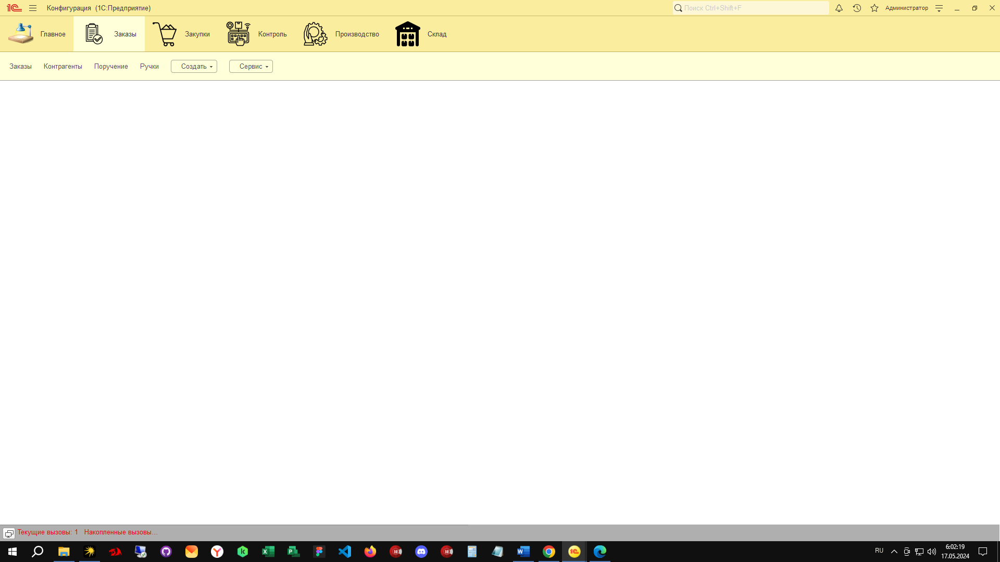 Конфигурация (1С:Предприятие)
Поиск Ctrl+Shift+F
Администратор
Главное
Заказы
Закупки
Контроль
Производство
Склад
Заказы
Контрагенты
Поручение
Ручки
Создать
Сервис
Текущие вызовы: 1 Накопленные вызовы...
RU
6:02:19
17.05.2024